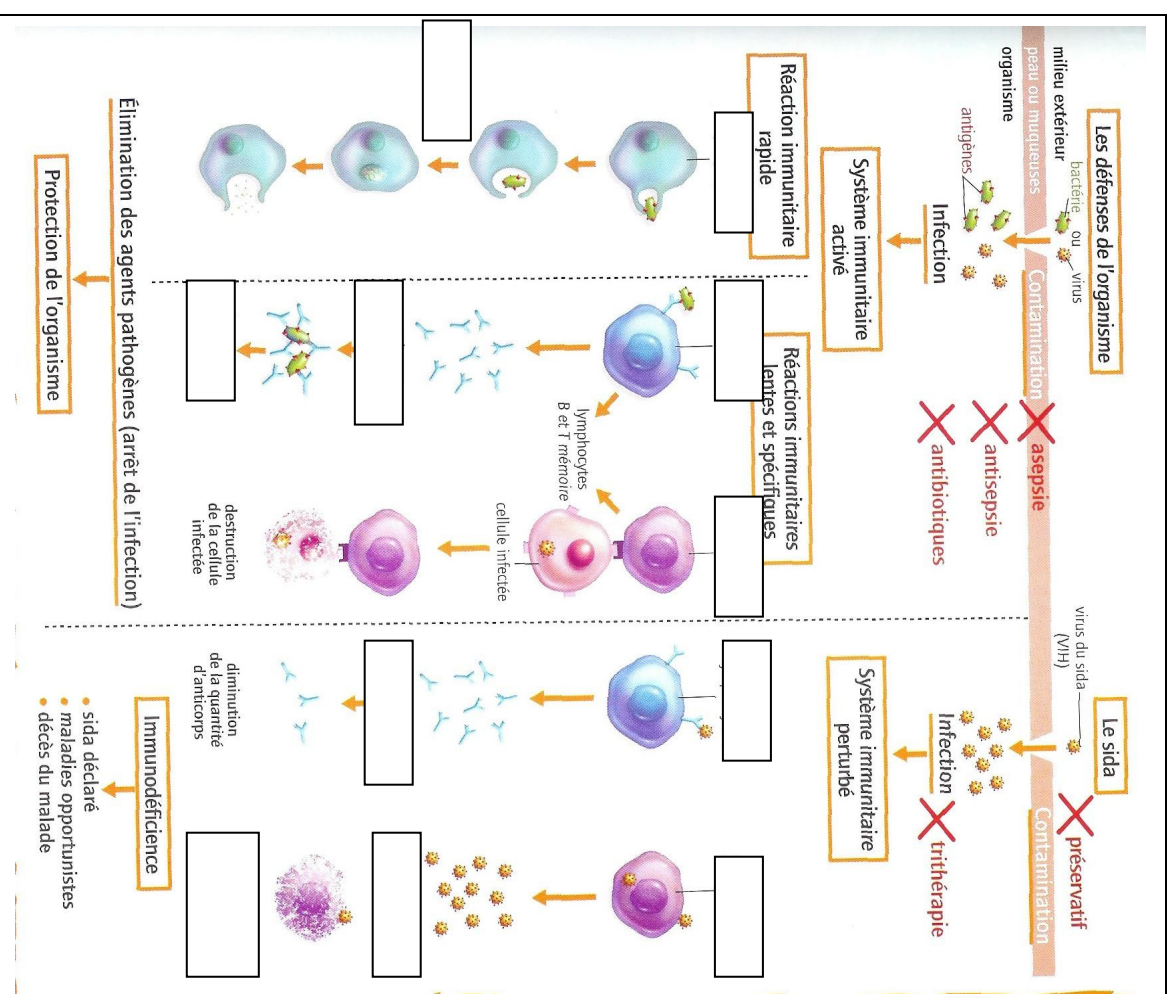 Les défenses de l'organisme
milieu extérieur
bactérie ou
virus
peau ou muqueuses
Contamination
asepsie
organisme
antigènes
Infection
antisepsie
antibiotiques
Système immunitaire
activé
Réaction immunitaire
rapide
Réactions immunitaires
lentes et spécifiques
lymphocytes
B et T mémoire
cellule infectée
destruction
de la cellule
infectée
Élimination des agents pathogènes (arrêt de l'infection)
Protection de l'organisme
Le sida
virus du sida
(VIH)
préservatif
Contamination
Infection
trithérapie
Système immunitaire
perturbé
diminution
de la quantité
d'anticorps
Immunodéficience
• sida déclaré
• maladies opportunistes
• décès du malade